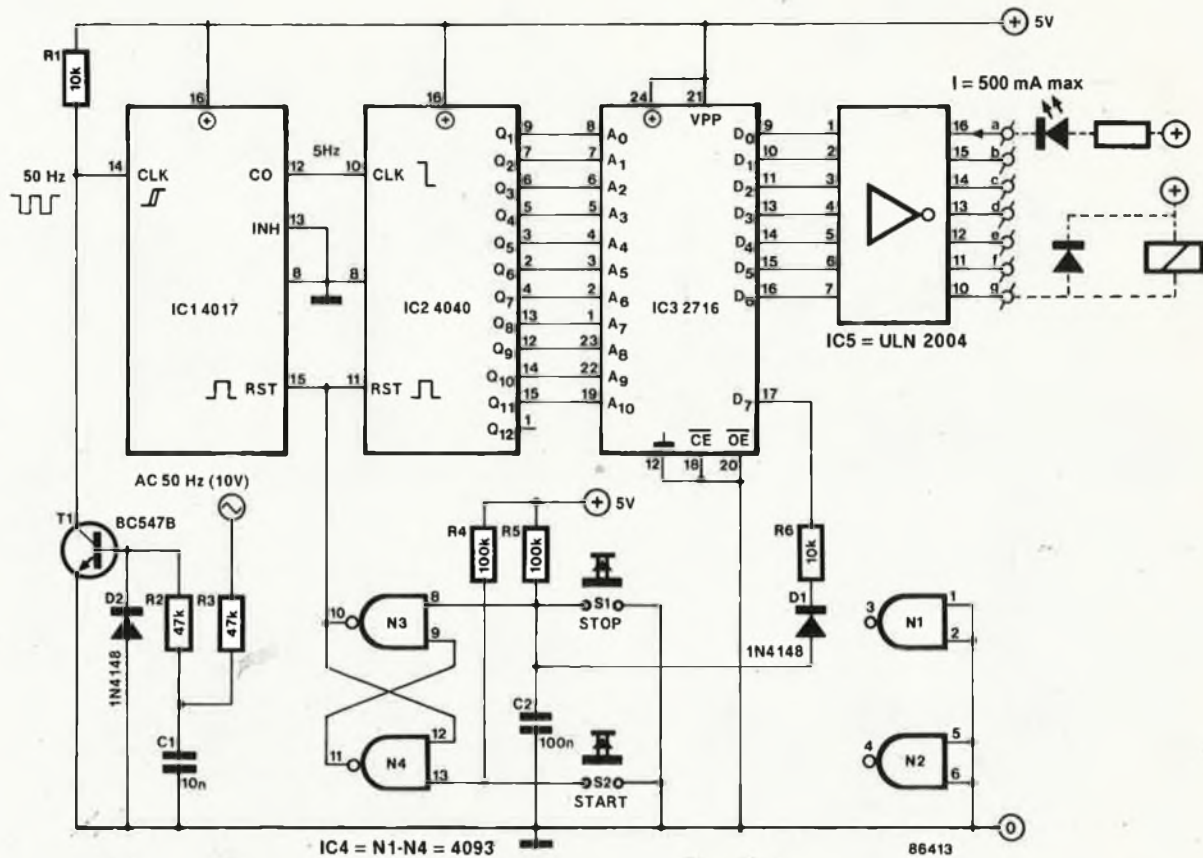 5V
R1
10k
16
16
24
21
VPP
I = 500 mA max
50 Hz
14
CLK
CO
12
5Hz
10
CLK
INH
13
8
8
IC1 4017
IC2 4040
IC3 2716
RST
15
11
RST
Q1 9 8 A0
Q2 7 7 A1
Q3 6 6 A2
Q4 5 5 A3
Q5 3 4 A4
Q6 2 3 A5
Q7 4 2 A6
Q8 13 1 A7
Q9 12 23 A8
Q10 14 22 A9
Q11 15 19 A10
Q12 1
D0 9 1
D1 10 2
D2 11 3
D3 13 4
D4 14 5
D5 15 6
D6 16 7
D7 17
16 a
15 b
14 c
13 d
12 e
11 f
10 g
IC5 = ULN 2004
CE
OE
12
18
20
AC 50 Hz (10V)
T1
BC547B
D2
1N4148
R2
47k
R3
47k
C1
10n
5V
R4
100k
R5
100k
R6
10k
D1
1N4148
S1
STOP
10
N3
8
9
11
N4
12
13
C2
100n
S2
START
3
N1
1
2
4
N2
5
6
0
IC4 = N1-N4 = 4093
86413